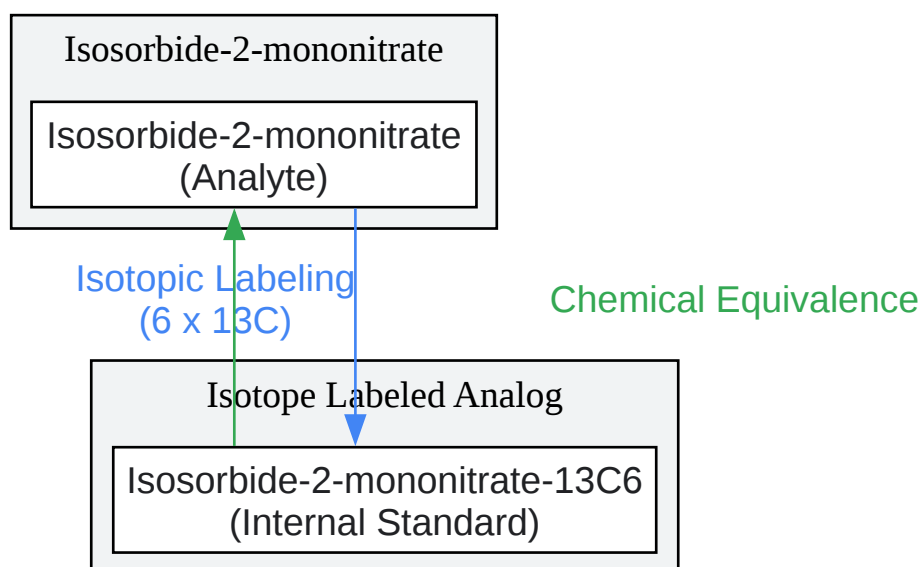 Isosorbide-2-mononitrate
Isosorbide-2-mononitrate
(Analyte)
Isotopic Labeling
(6 x 13C)
Chemical Equivalence
Isotope Labeled Analog
Isosorbide-2-mononitrate-13C6
(Internal Standard)